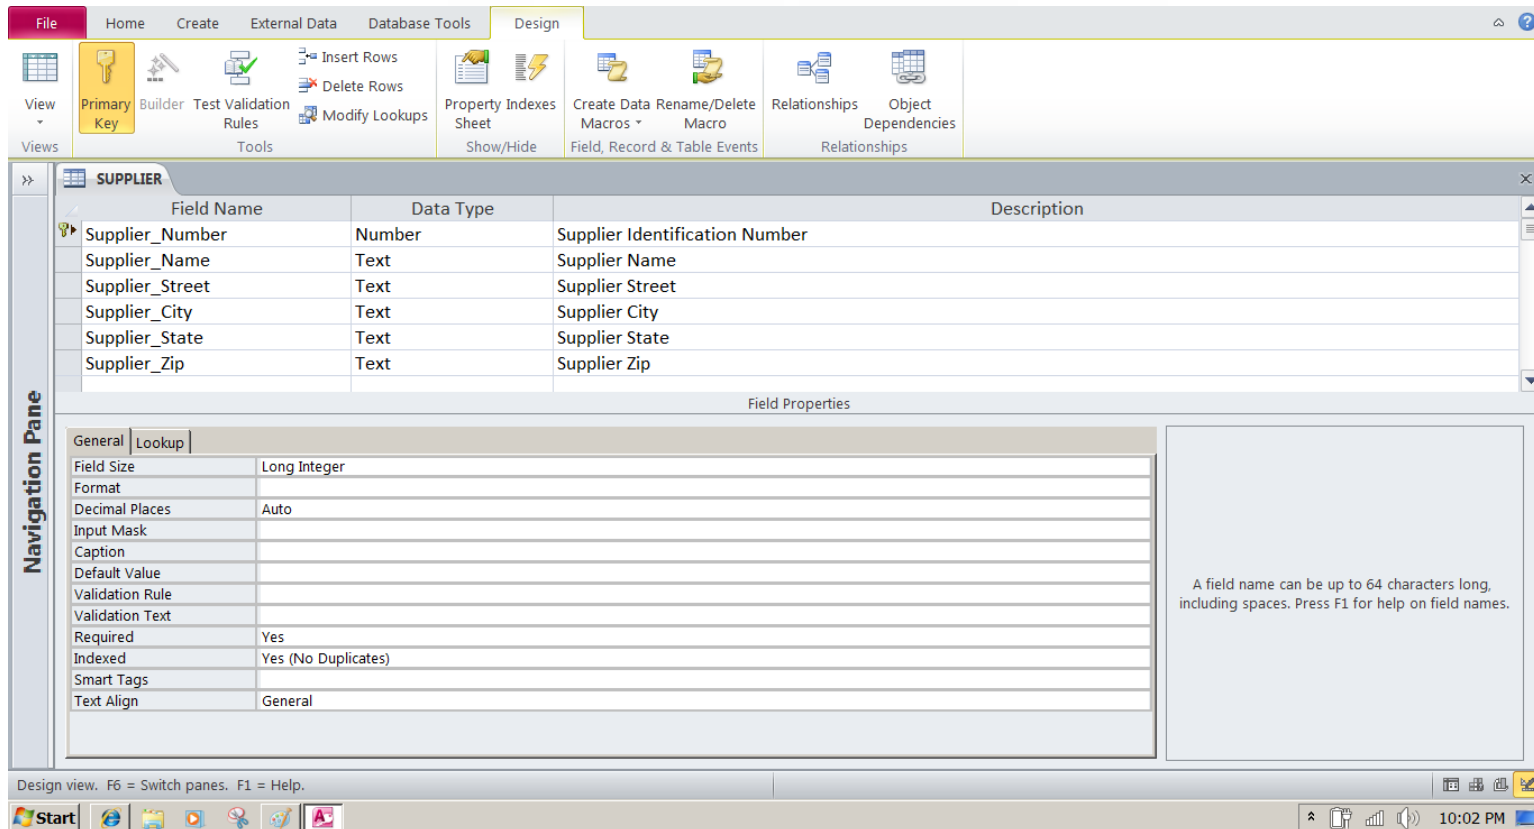 File Home Create External Data Database Tools Design
View Primary Key Builder Test Validation Rules Insert Rows Delete Rows Modify Lookups Property Sheet Indexes Create Data Macros Rename/Delete Macro Relationships Object Dependencies
Views Tools Show/Hide Field, Record & Table Events Relationships
SUPPLIER
Field Name Data Type Description
Supplier_Number Number Supplier Identification Number
Supplier_Name Text Supplier Name
Supplier_Street Text Supplier Street
Supplier_City Text Supplier City
Supplier_State Text Supplier State
Supplier_Zip Text Supplier Zip
Navigation Pane
Field Properties
General Lookup
Field Size Long Integer
Format
Decimal Places Auto
Input Mask
Caption
Default Value
Validation Rule
Validation Text
Required Yes
Indexed Yes (No Duplicates)
Smart Tags
Text Align General
A field name can be up to 64 characters long,
including spaces. Press F1 for help on field names.
Design view. F6 = Switch panes. F1 = Help.
Start 10:02 PM